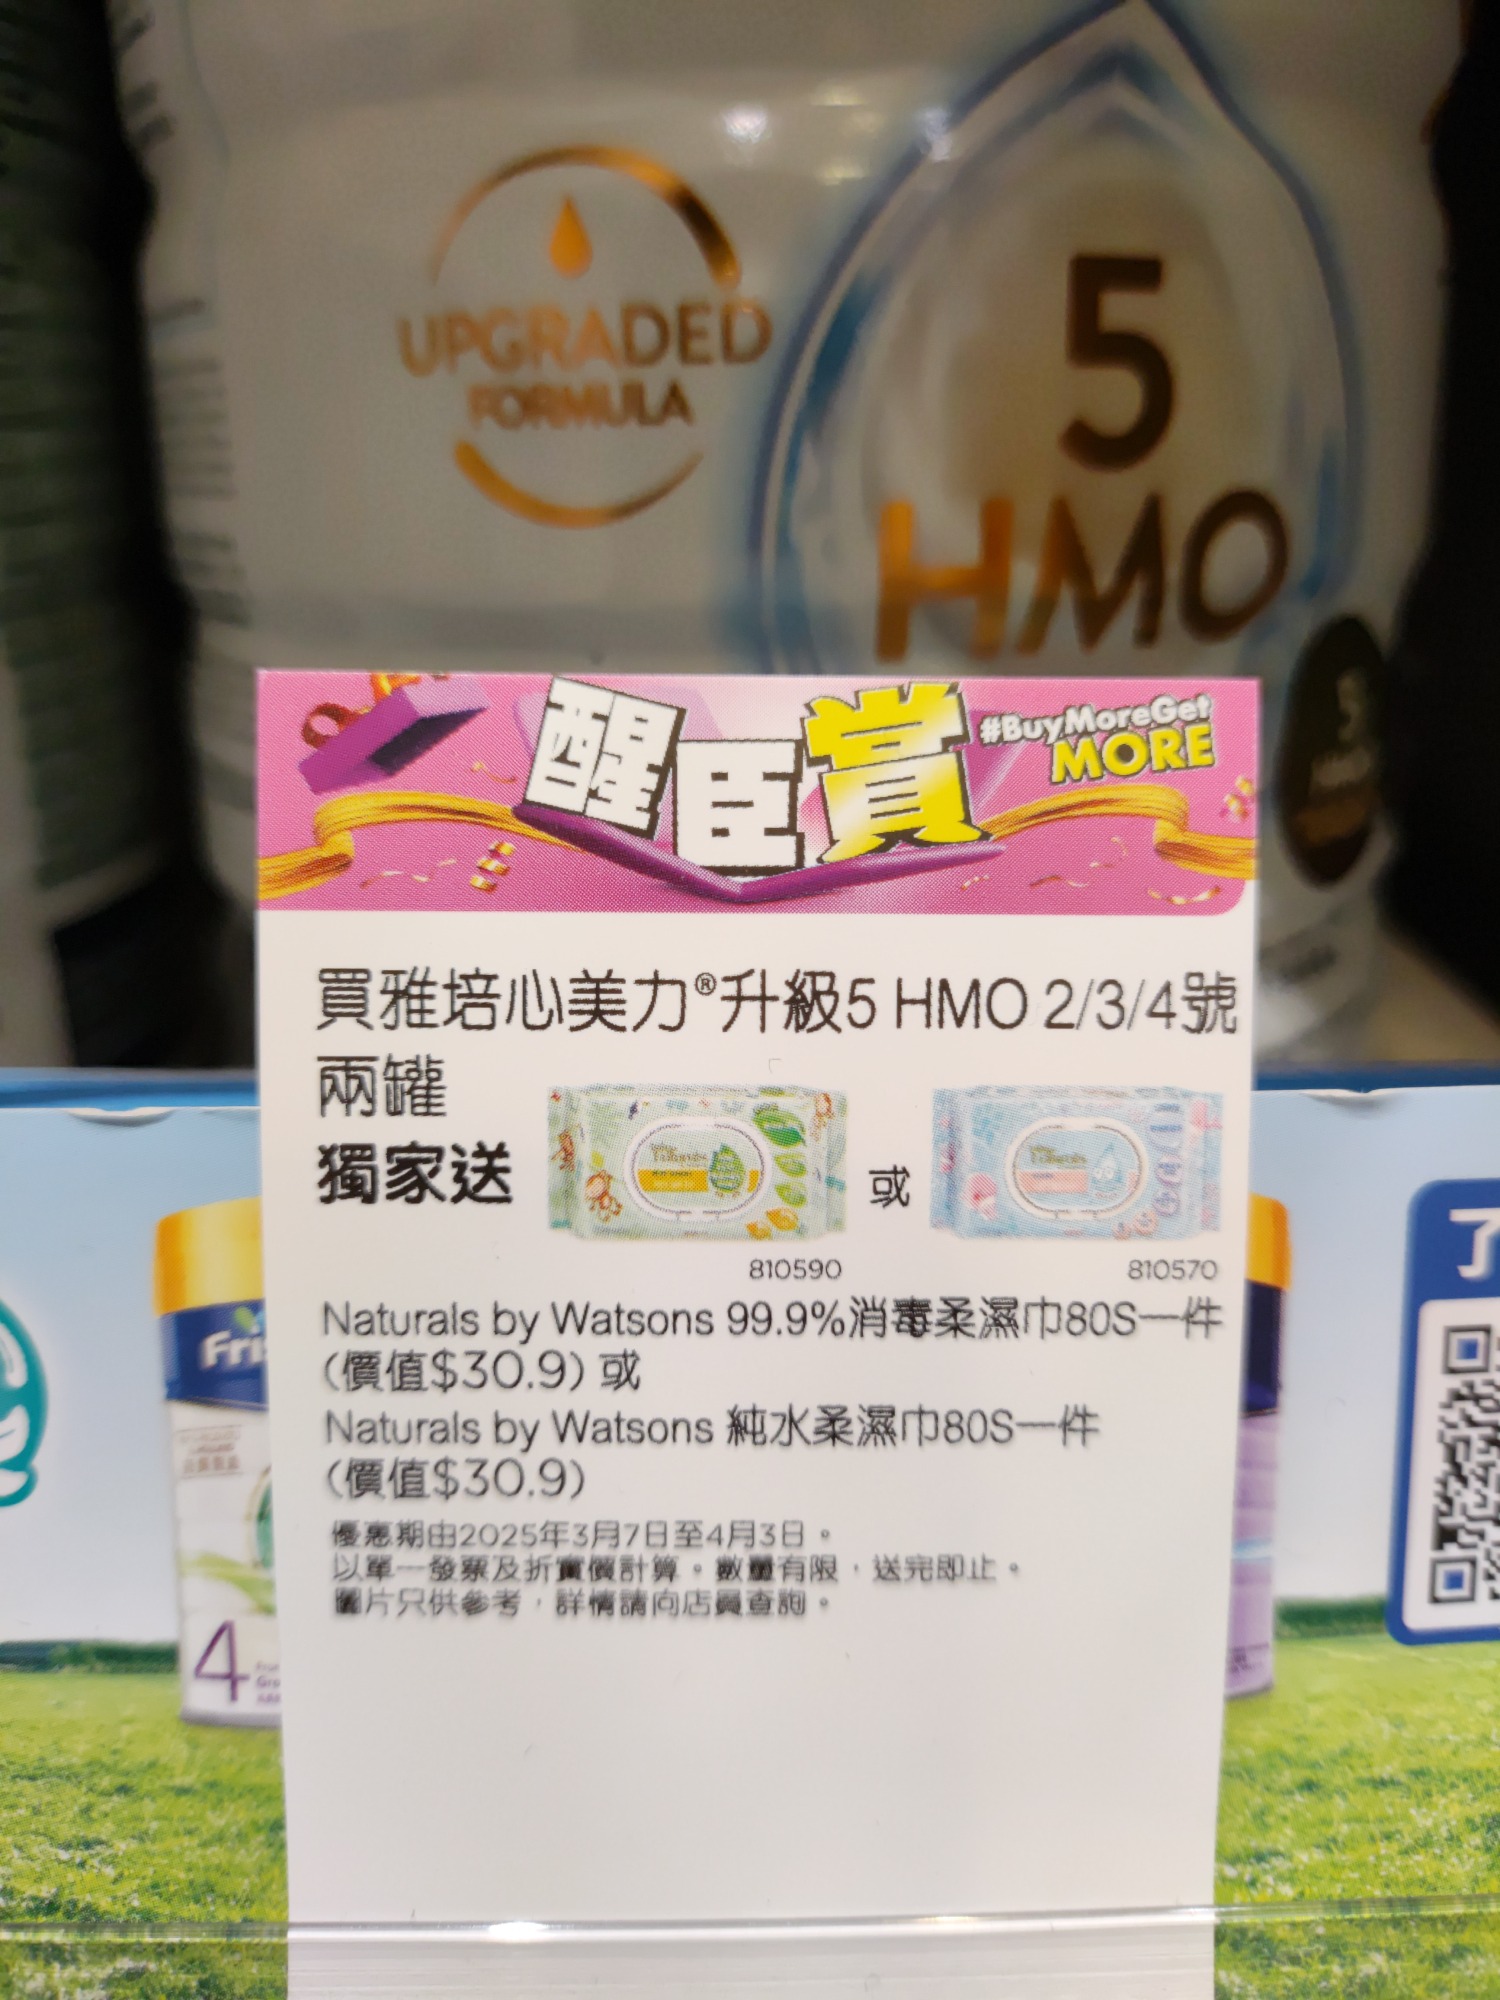 UPGRADED
FORMULA
5
HMO
醒臣賞
#BuyMoreGet
MORE
買雅培心美力®升級5 HMO 2/3/4號
兩罐
獨家送
或
810590
810570
Naturals by Watsons 99.9%消毒柔濕巾80S一件
(價值$30.9) 或
Naturals by Watsons 純水柔濕巾80S一件
(價值$30.9)
優惠期由2025年3月7日至4月3日。
以單一發票及折實價計算。數量有限，送完即止。
圖片只供參考，詳情請向店員查詢。
Fri
4
了